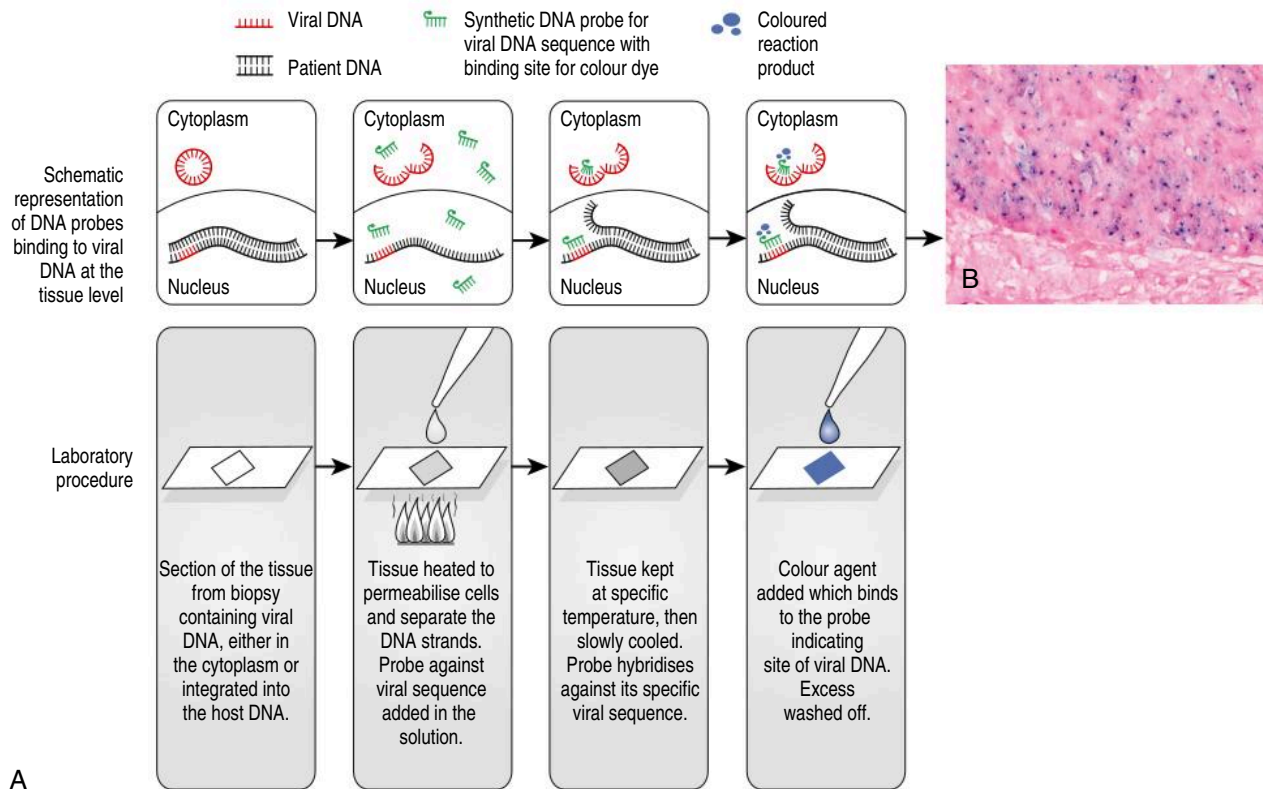 Viral DNA
Patient DNA
Synthetic DNA probe for
viral DNA sequence with
binding site for colour dye
Coloured
reaction
product
Schematic
representation
of DNA probes
binding to viral
DNA at the
tissue level
Cytoplasm
Nucleus
Cytoplasm
Nucleus
Cytoplasm
Nucleus
Cytoplasm
Nucleus
B
Laboratory
procedure
Section of the tissue
from biopsy
containing viral
DNA, either in
the cytoplasm or
integrated into
the host DNA.
Tissue heated to
permeabilise cells
and separate the
DNA strands.
Probe against
viral sequence
added in the
solution.
Tissue kept
at specific
temperature, then
slowly cooled.
Probe hybridises
against its specific
viral sequence.
Colour agent
added which binds
to the probe
indicating
site of viral DNA.
Excess
washed off.
A